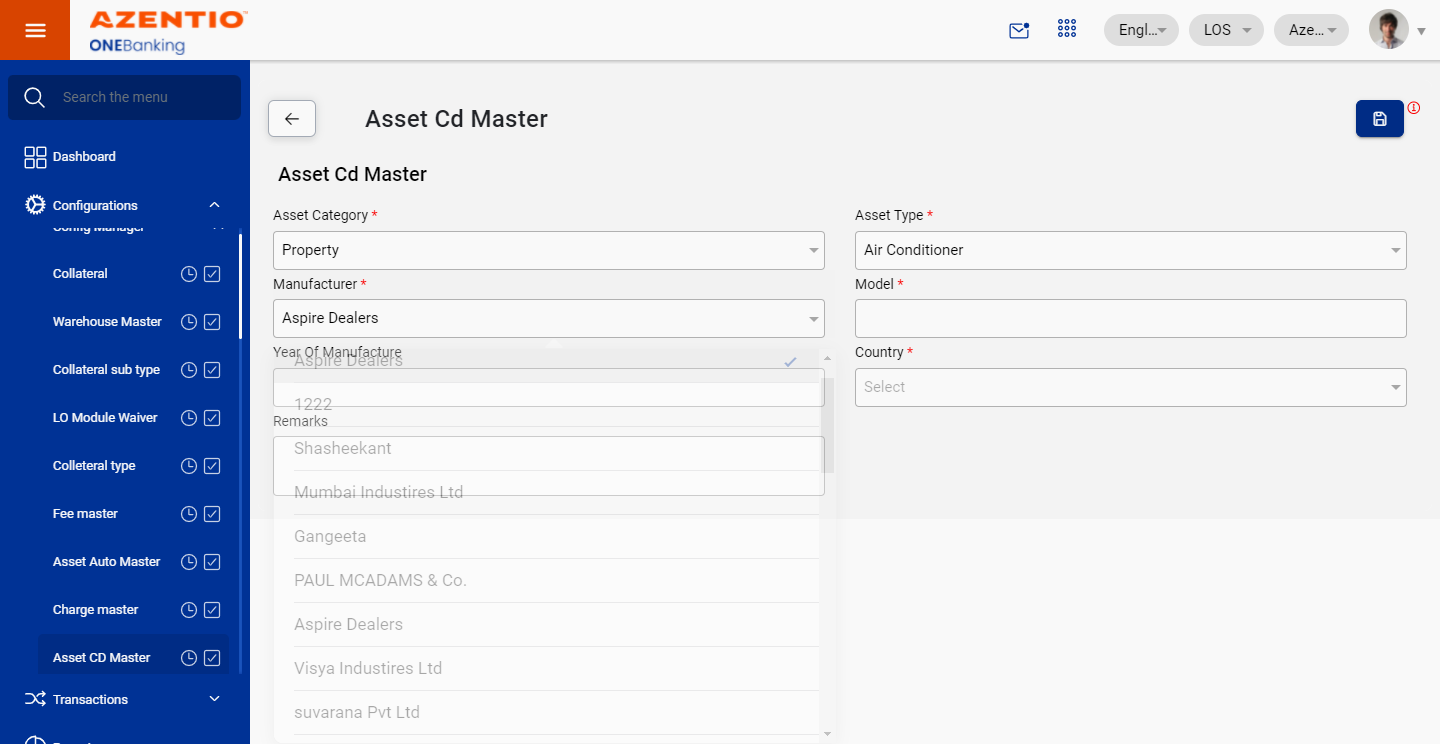 AZENTIO
ONEBanking
Engl...
LOS
Aze...
Search the menu
Dashboard
Configurations
Config Manager
Collateral
Warehouse Master
Collateral sub type
LO Module Waiver
Colleteral type
Fee master
Asset Auto Master
Charge master
Asset CD Master
Transactions
Asset Cd Master
Asset Cd Master
Asset Category *
Property
Asset Type *
Air Conditioner
Manufacturer *
Aspire Dealers
Model *
Year Of Manufacture
Country *
Select
Remarks
Aspire Dealers
1222
Shasheekant
Mumbai Industires Ltd
Gangeeta
PAUL MCADAMS & Co.
Aspire Dealers
Visya Industires Ltd
suvarana Pvt Ltd